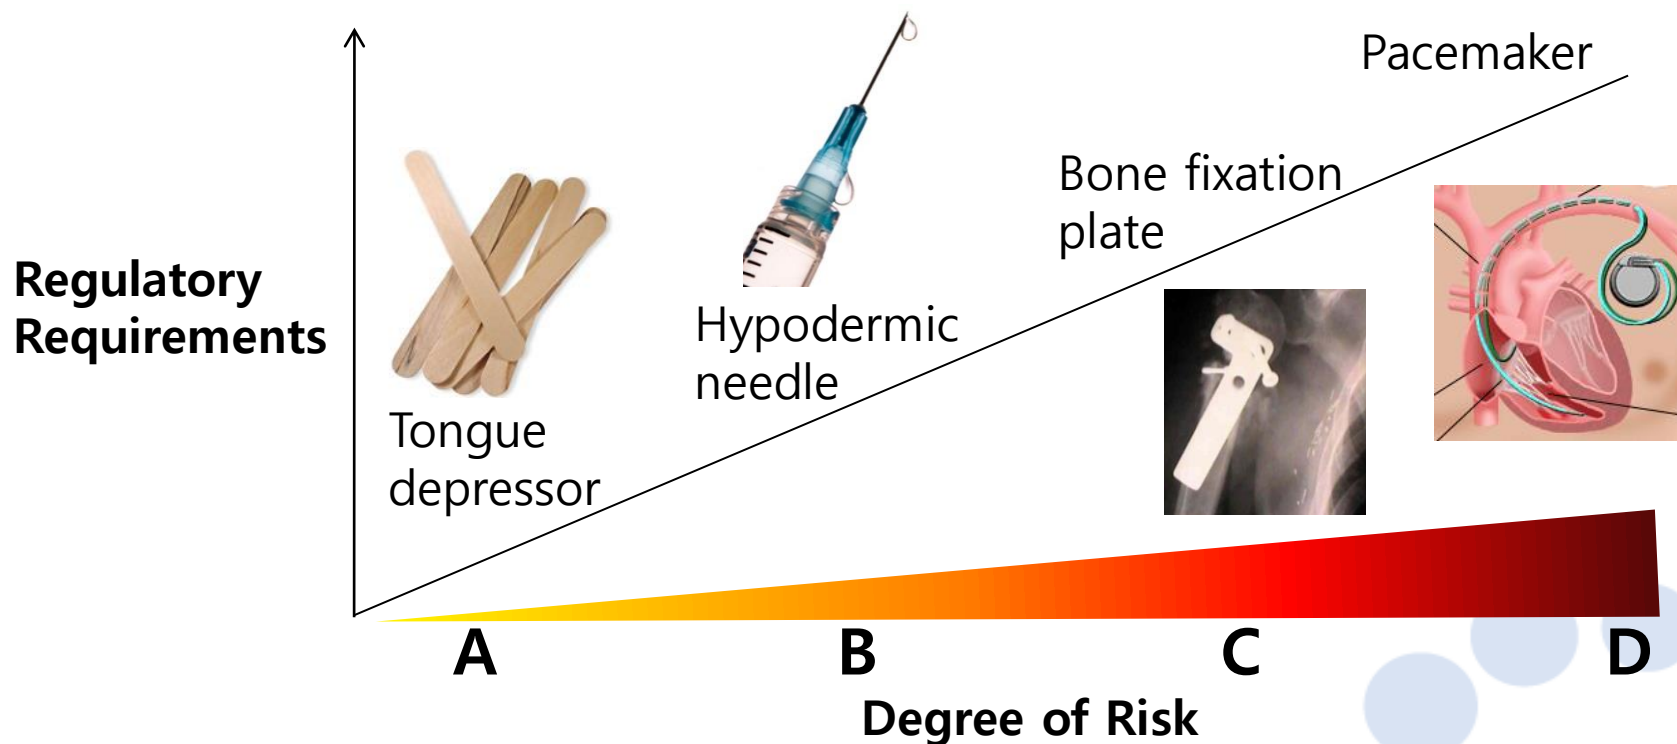 Pacemaker
Bone fixation
plate
Regulatory
Requirements
Hypodermic
needle
Tongue
depressor
A B C D
Degree of Risk